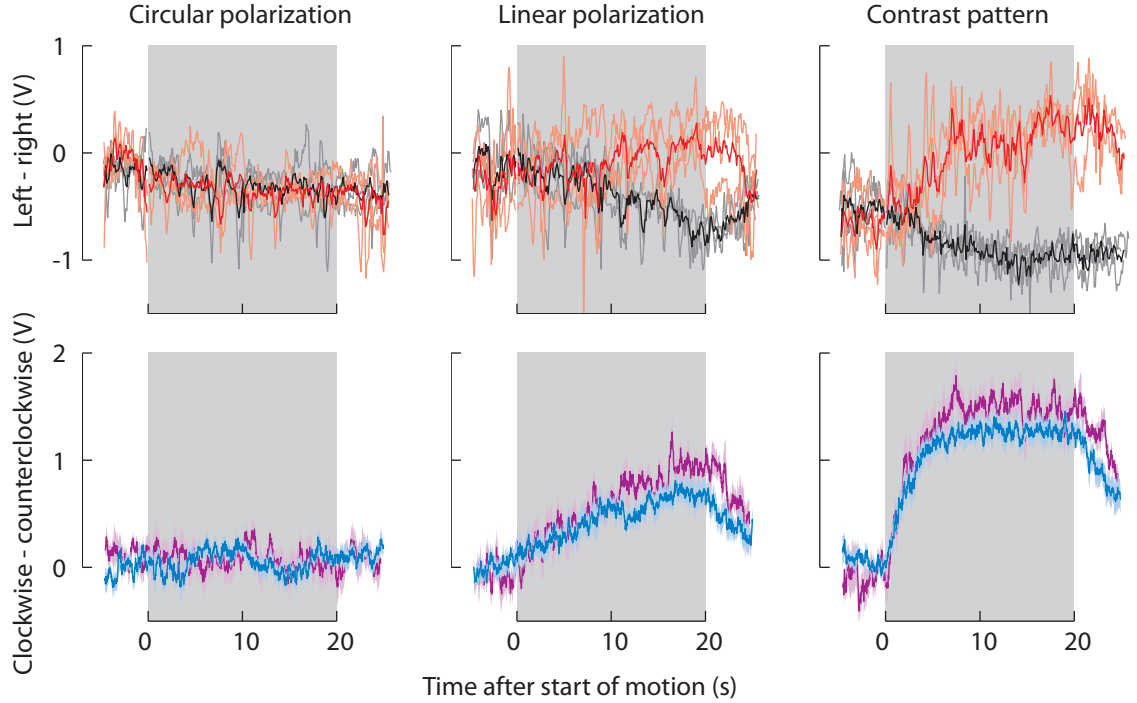 Circular polarization
Linear polarization
Contrast pattern
Left - right (V)
1
0
-1
Clockwise - counterclockwise (V)
2
1
0
0
10
20
0
10
20
0
10
20
Time after start of motion (s)